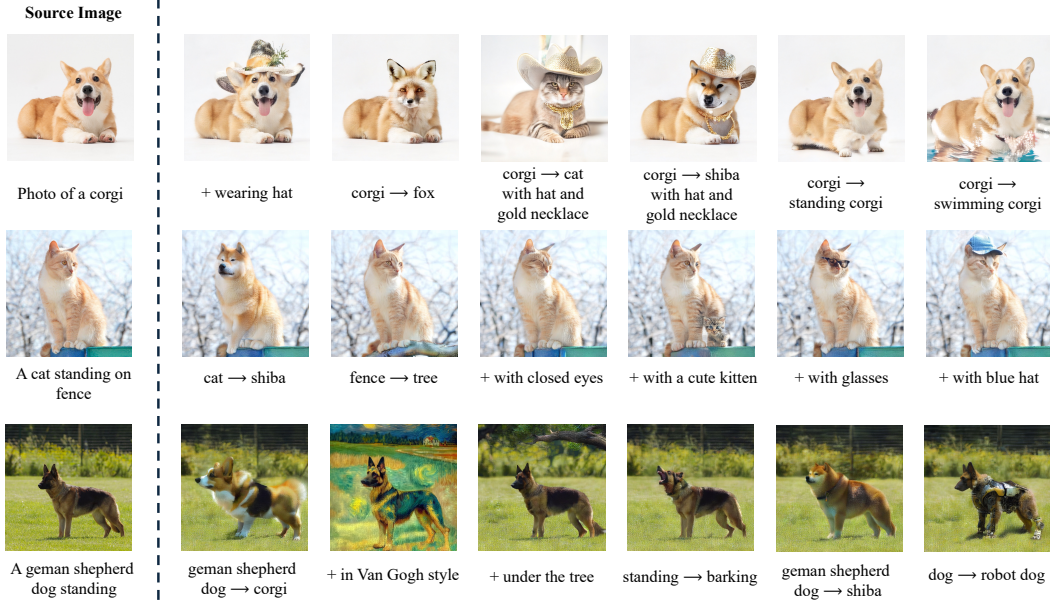 Source Image
Photo of a corgi
+ wearing hat
corgi → fox
corgi → cat
with hat and
gold necklace
corgi → shiba
with hat and
gold necklace
corgi →
standing corgi
corgi →
swimming corgi
A cat standing on
fence
cat → shiba
fence → tree
+ with closed eyes
+ with a cute kitten
+ with glasses
+ with blue hat
A geman shepherd
dog standing
geman shepherd
dog → corgi
+ in Van Gogh style
+ under the tree
standing → barking
geman shepherd
dog → shiba
dog → robot dog